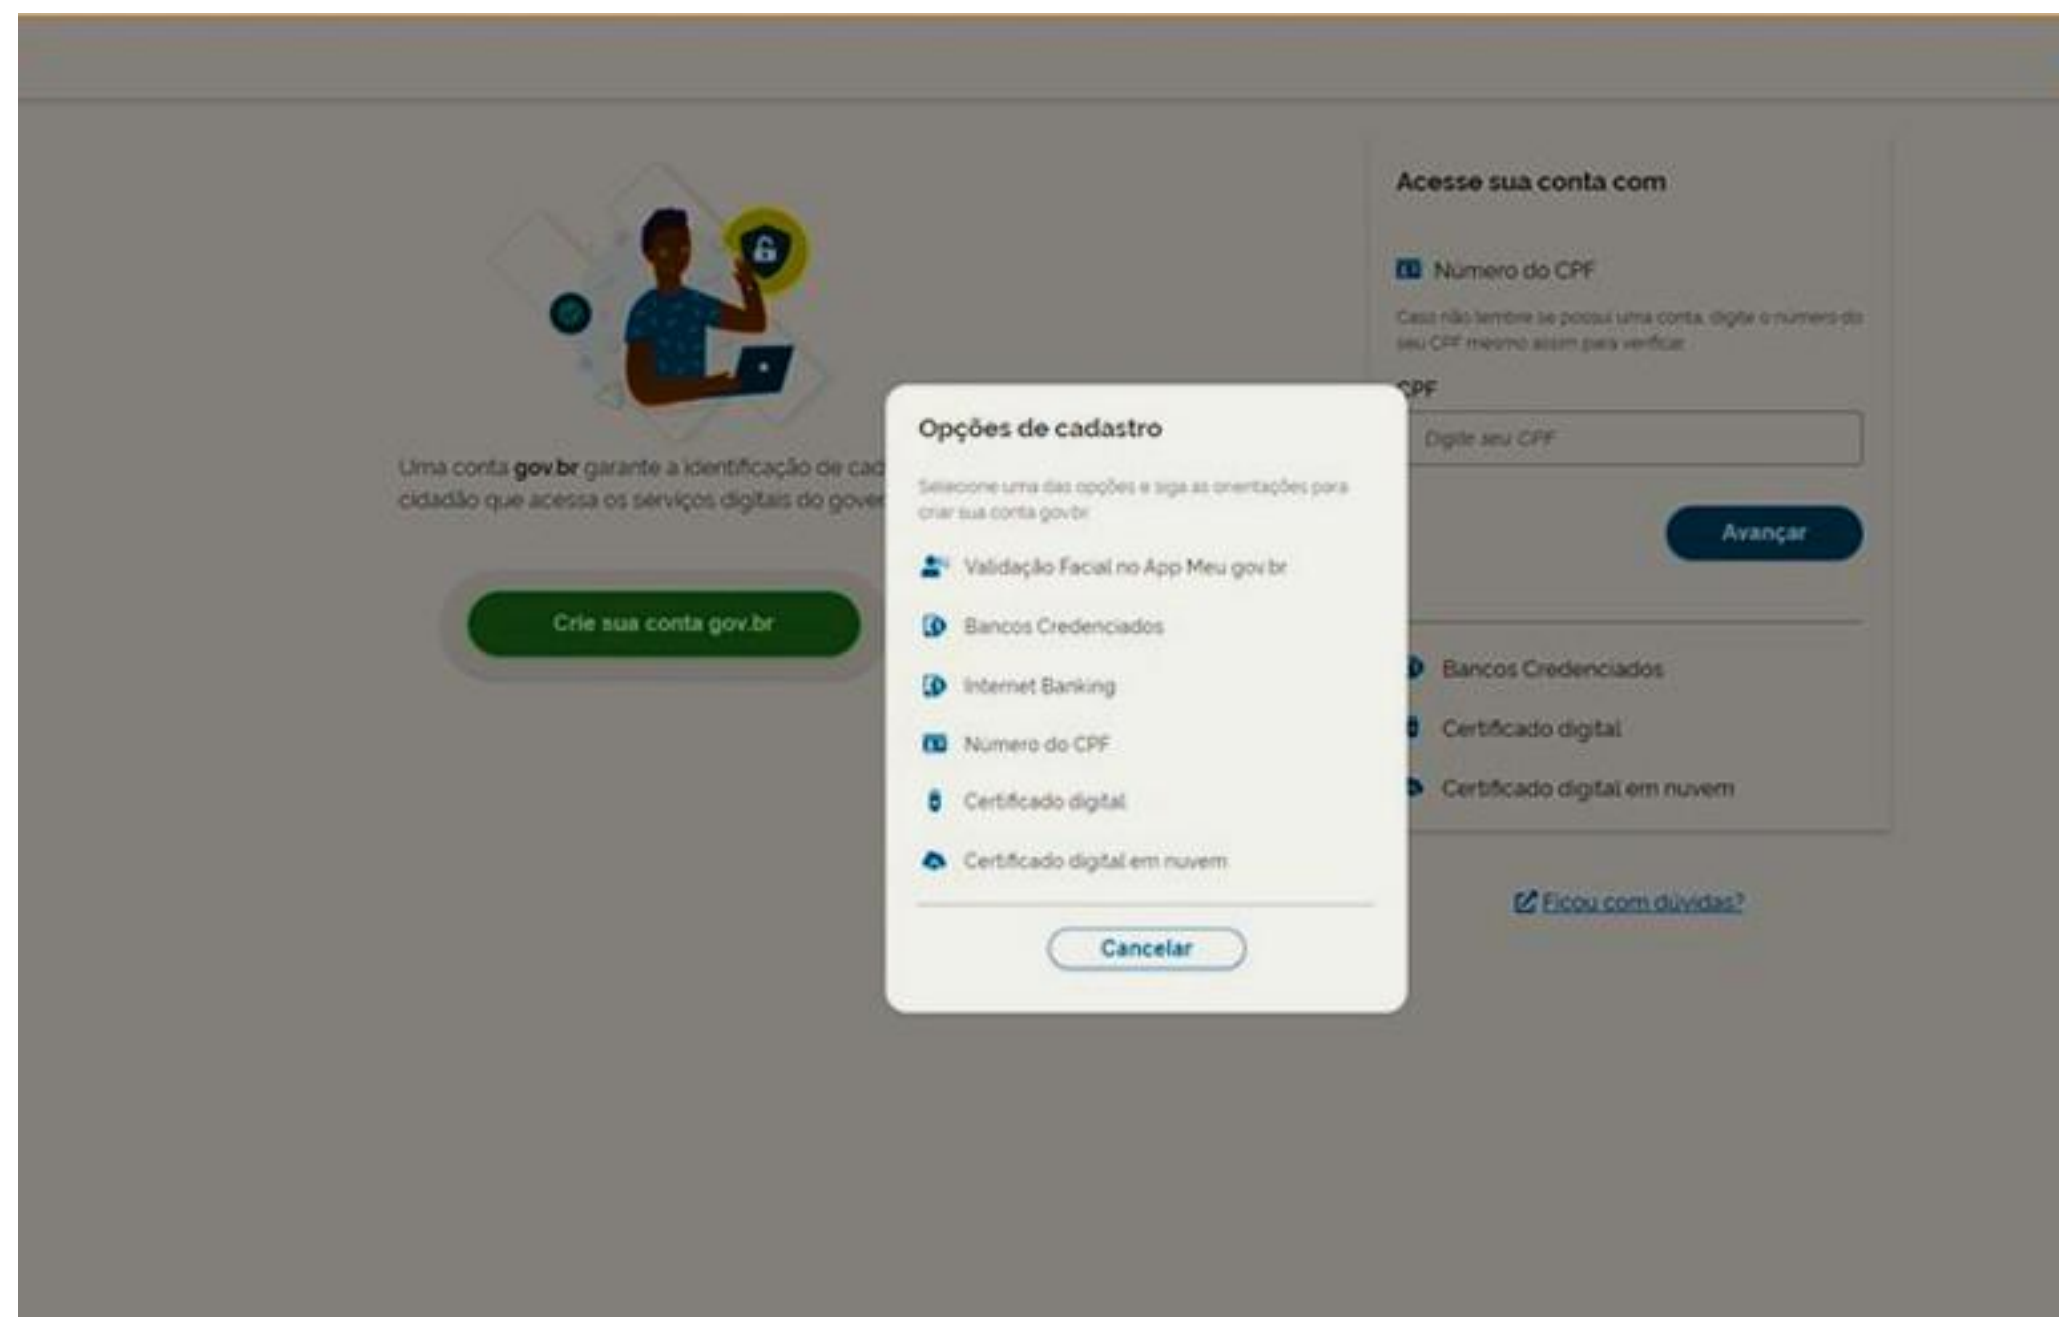 Uma conta gov.br garante a identificação de cad
cidadão que acessa os serviços digitais do gover
Crie sua conta gov.br
Opções de cadastro
Selecione uma das opções e siga as orientações para
criar sua conta gov.br
Validação Facial no App Meu gov.br
Bancos Credenciados
Internet Banking
Número do CPF
Certificado digital
Certificado digital em nuvem
Cancelar
Acesse sua conta com
Número do CPF
Caso não lembre se possui uma conta, digite o número do
seu CPF mesmo assim para verificar.
CPF
Digite seu CPF
Avançar
Bancos Credenciados
Certificado digital
Certificado digital em nuvem
Ficou com dúvidas?